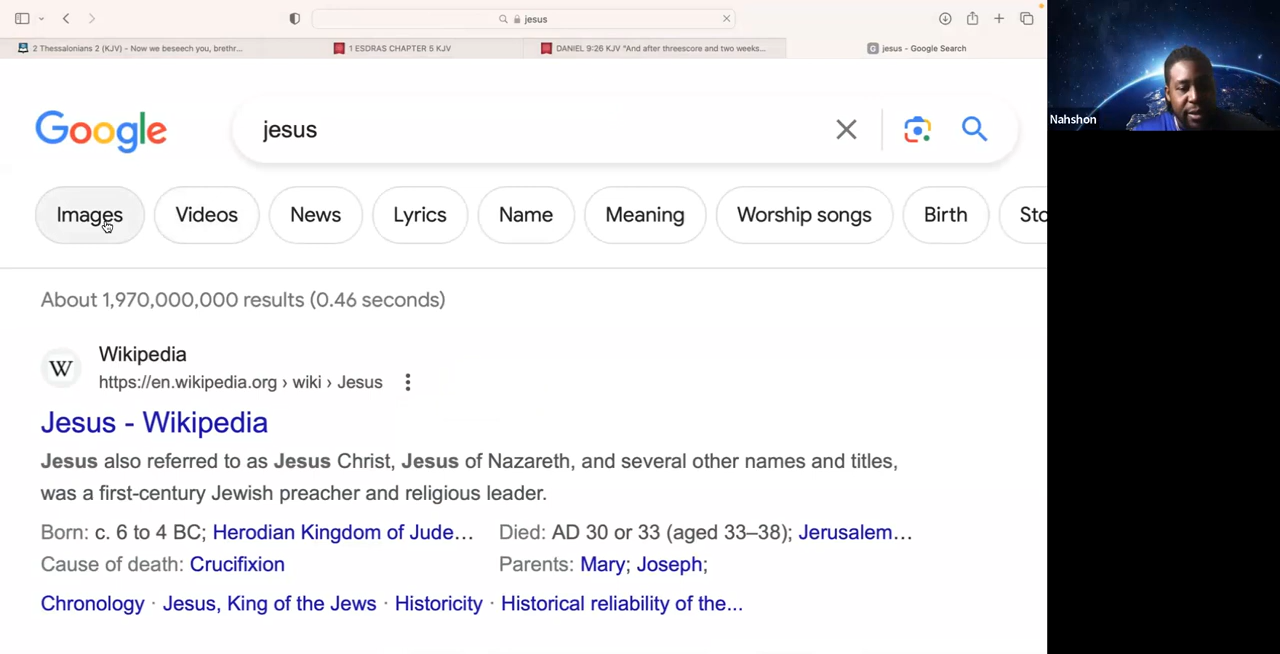 jesus
2 Thessalonians 2 (KJV) - Now we beseech you, brethr...
1 ESDRAS CHAPTER 5 KJV
DANIEL 9:26 KJV "And after threescore and two weeks...
G jesus - Google Search
Google
jesus
Images
Videos
News
Lyrics
Name
Meaning
Worship songs
Birth
Sto
About 1,970,000,000 results (0.46 seconds)
W
Wikipedia
https://en.wikipedia.org › wiki › Jesus
Jesus - Wikipedia
Jesus also referred to as Jesus Christ, Jesus of Nazareth, and several other names and titles,
was a first-century Jewish preacher and religious leader.
Born: c. 6 to 4 BC; Herodian Kingdom of Jude...
Died: AD 30 or 33 (aged 33–38); Jerusalem...
Cause of death: Crucifixion
Parents: Mary; Joseph;
Chronology · Jesus, King of the Jews · Historicity · Historical reliability of the...
Nahshon